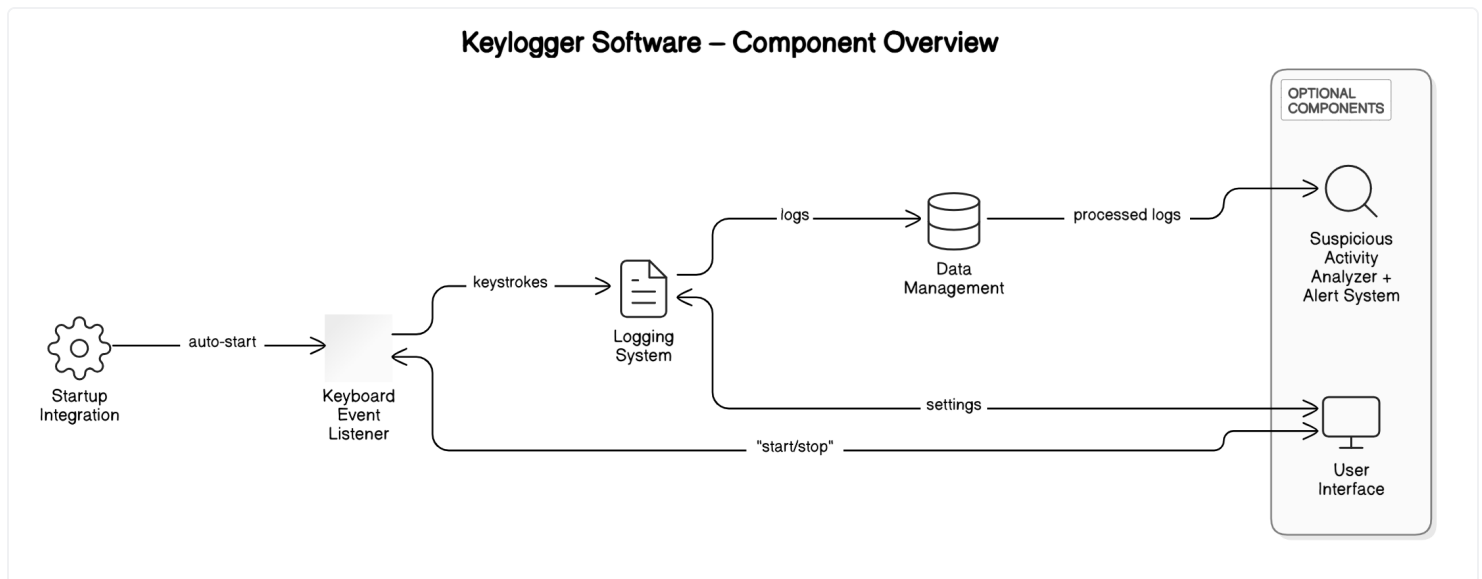 Keylogger Software – Component Overview
OPTIONAL
COMPONENTS
logs
processed logs
Suspicious
Activity
Analyzer +
Alert System
Data
Management
keystrokes
Logging
System
auto-start
Startup
Integration
Keyboard
Event
Listener
settings
"start/stop"
User
Interface